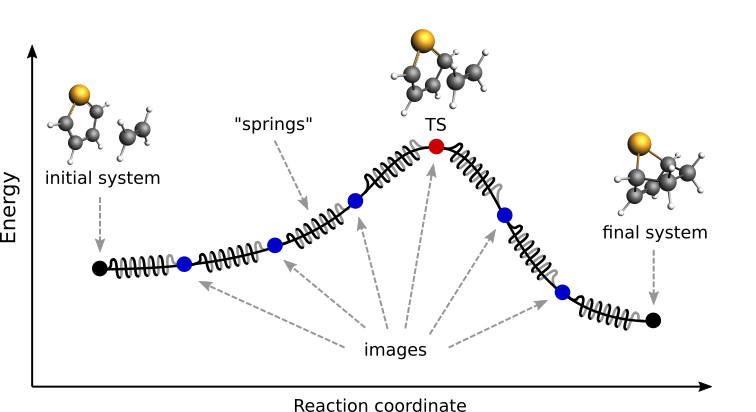 TS
"springs"
initial system
final system
Energy
images
Reaction coordinate